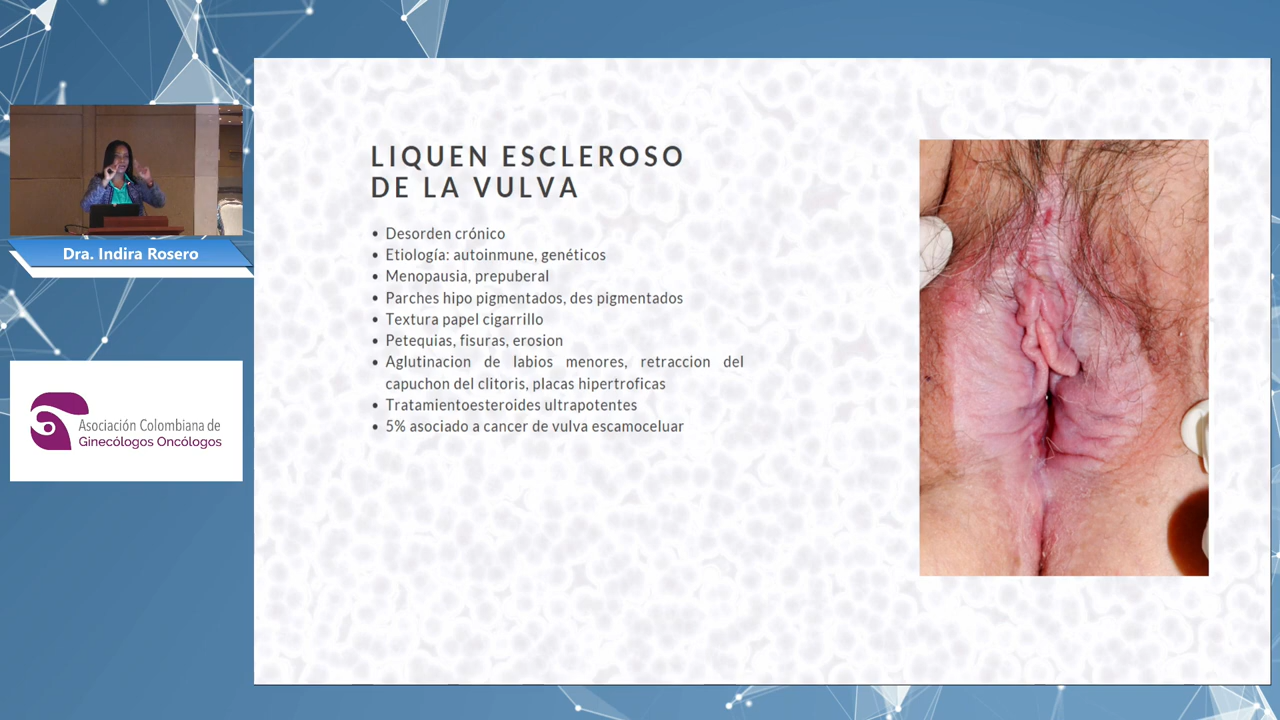 LIQUEN ESCLEROSO
DE LA VULVA
• Desorden crónico
• Etiología: autoinmune, genéticos
• Menopausia, prepuberal
• Parches hipo pigmentados, des pigmentados
• Textura papel cigarrillo
• Petequias, fisuras, erosion
• Aglutinacion de labios menores, retraccion del
capuchon del clitoris, placas hipertroficas
• Tratamientoesteroides ultrapotentes
• 5% asociado a cancer de vulva escamoceluar
Dra. Indira Rosero
Asociación Colombiana de
Ginecólogos Oncólogos